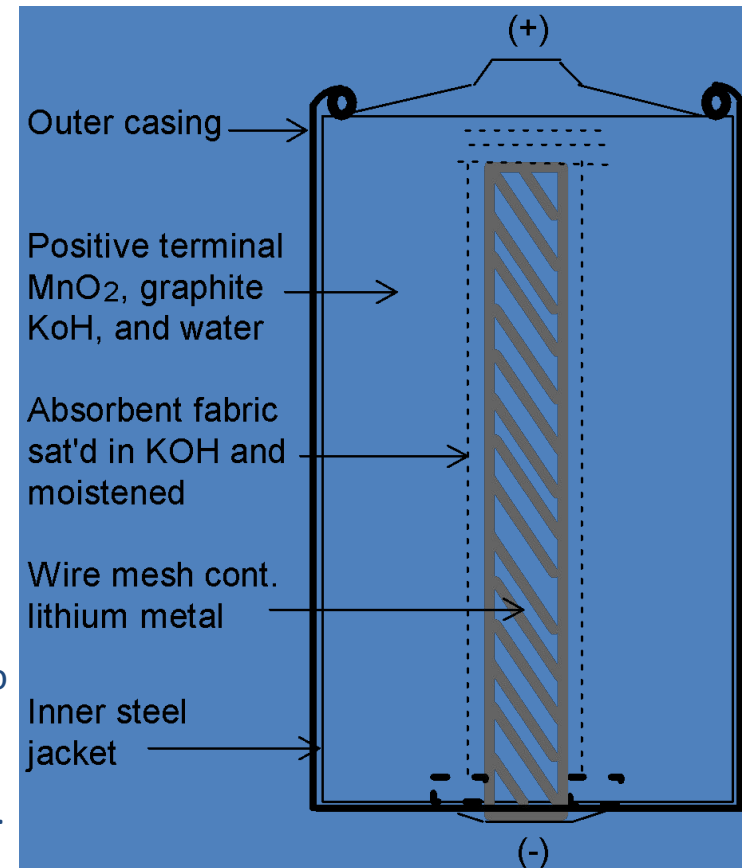 (+)
Outer casing
Positive terminal
MnO₂, graphite
KoH, and water
Absorbent fabric
sat'd in KOH and
moistened
Wire mesh cont.
lithium metal
Inner steel
jacket
(-)